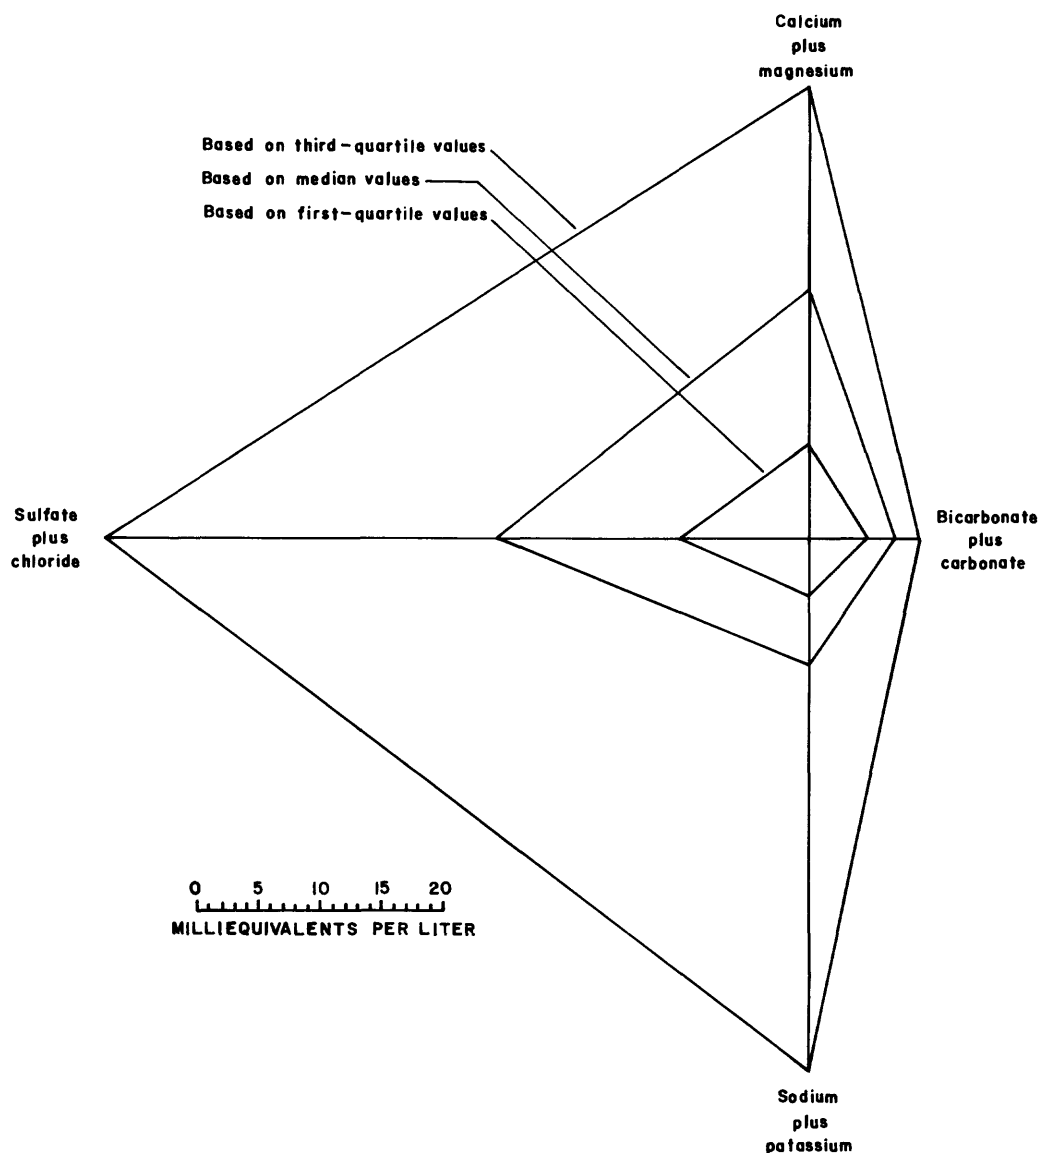 Calcium
plus
magnesium
Based on third-quartile values
Based on median values
Based on first-quartile values
Sulfate
plus
chloride
Bicarbonate
plus
carbonate
0 5 10 15 20
MILLIEQUIVALENTS PER LITER
Sodium
plus
patassium